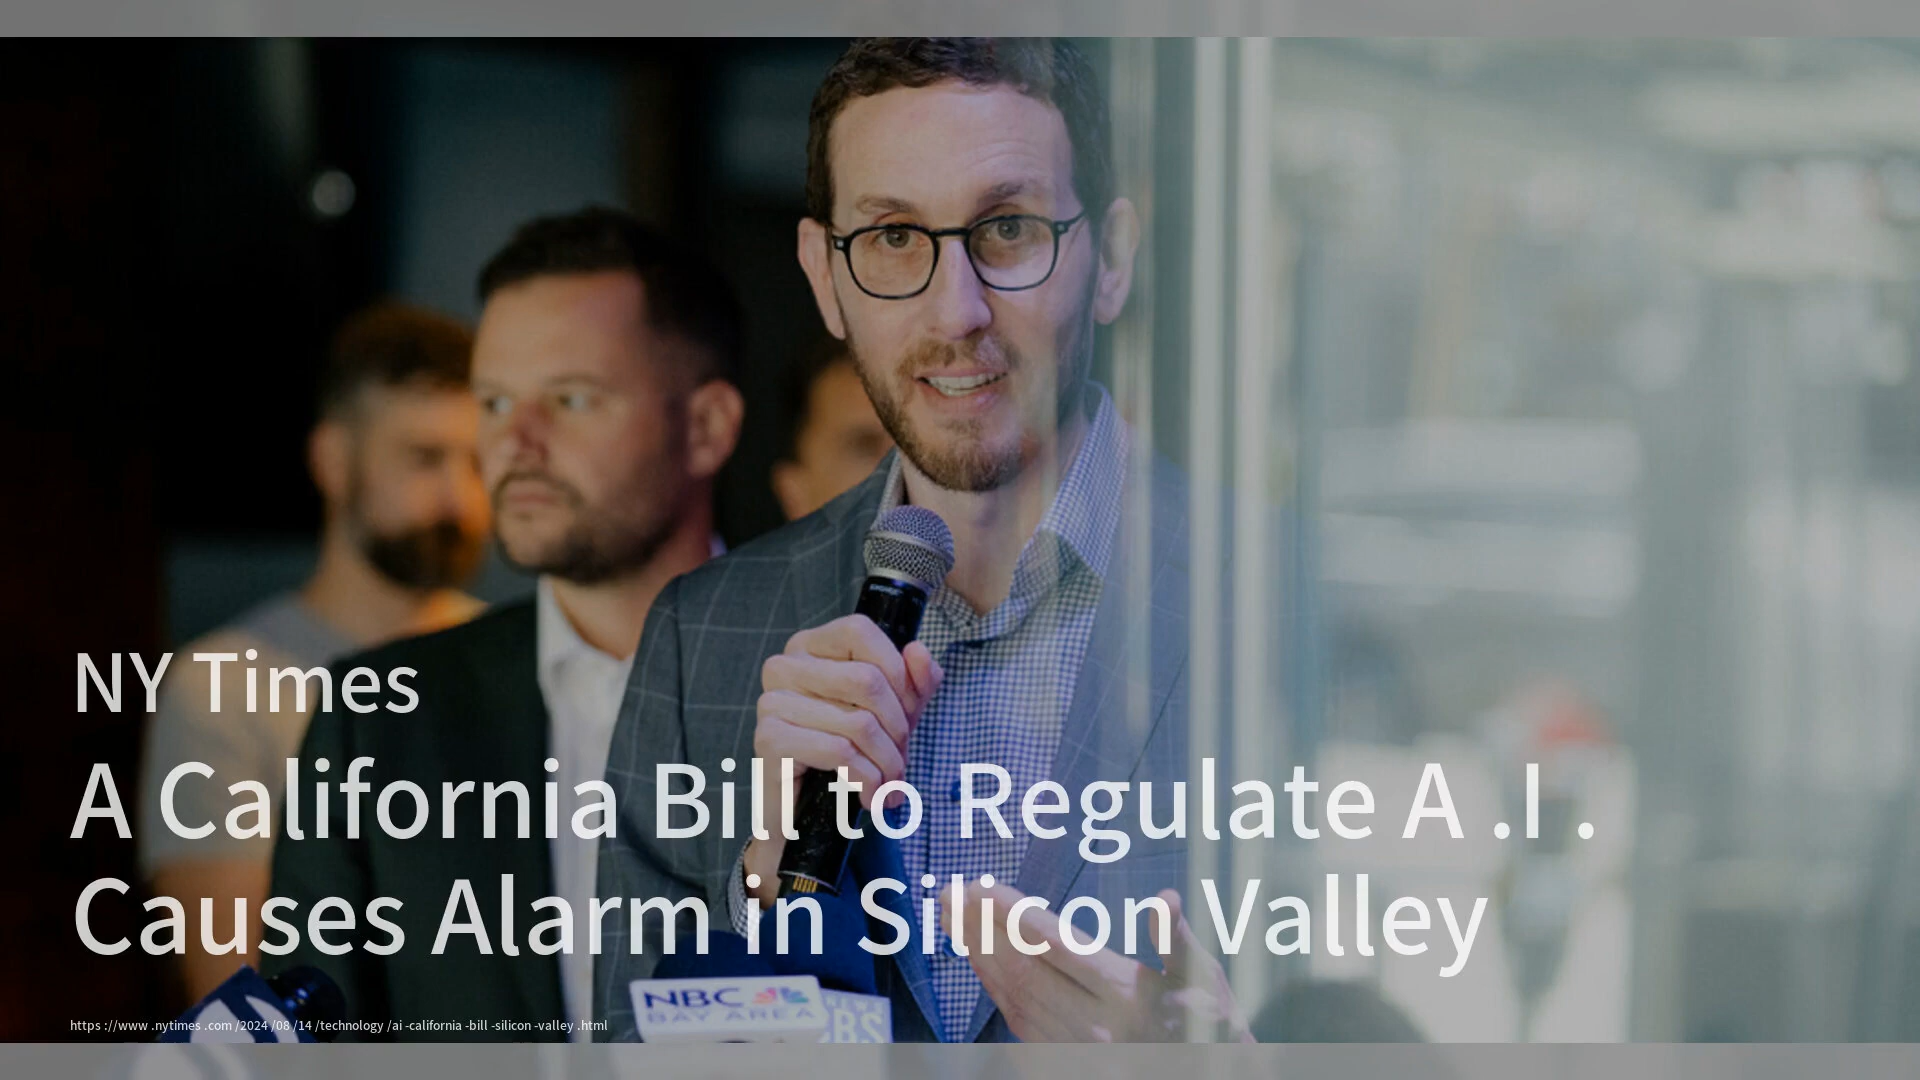 NY Times
A California Bill to Regulate A .I .
Causes Alarm in Silicon Valley
NBC
BAY AREA
NEWS
https ://www .nytimes .com /2024 /08 /14 /technology /ai -california -bill -silicon -valley .html